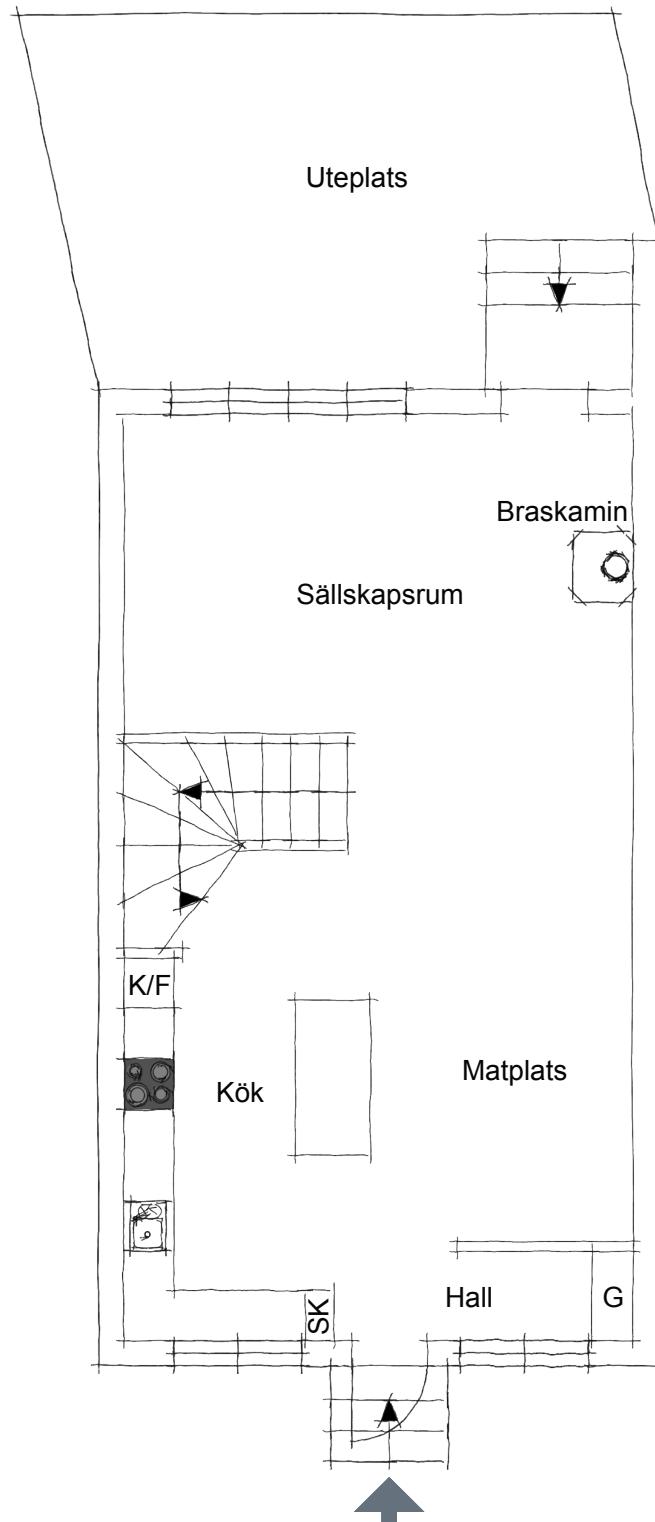 Uteplats
Braskamin
Sällskapsrum
K/F
Kök
Matplats
SK
Hall
G